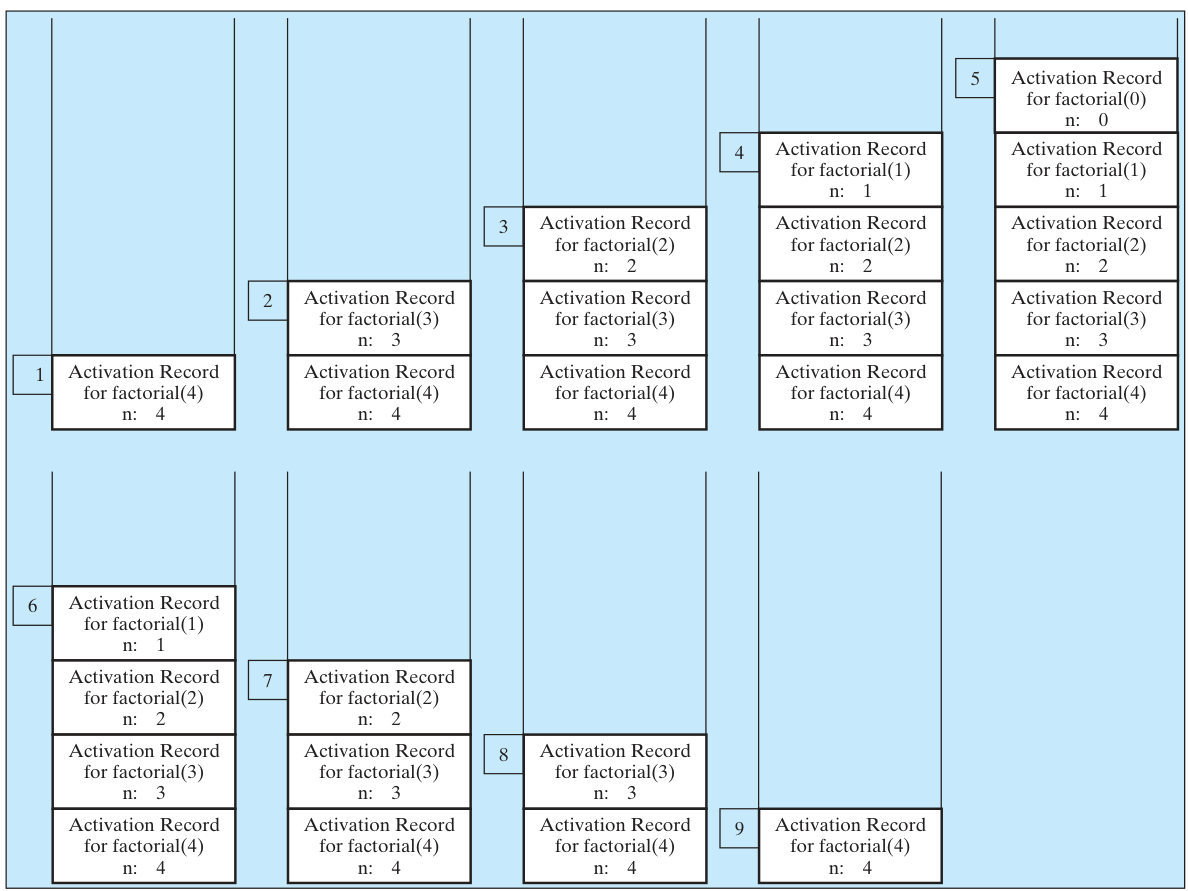 1
Activation Record
for factorial(4)
n: 4
2
Activation Record
for factorial(3)
n: 3
Activation Record
for factorial(4)
n: 4
3
Activation Record
for factorial(2)
n: 2
Activation Record
for factorial(3)
n: 3
Activation Record
for factorial(4)
n: 4
4
Activation Record
for factorial(1)
n: 1
Activation Record
for factorial(2)
n: 2
Activation Record
for factorial(3)
n: 3
Activation Record
for factorial(4)
n: 4
5
Activation Record
for factorial(0)
n: 0
Activation Record
for factorial(1)
n: 1
Activation Record
for factorial(2)
n: 2
Activation Record
for factorial(3)
n: 3
Activation Record
for factorial(4)
n: 4
6
Activation Record
for factorial(1)
n: 1
Activation Record
for factorial(2)
n: 2
Activation Record
for factorial(3)
n: 3
Activation Record
for factorial(4)
n: 4
7
Activation Record
for factorial(2)
n: 2
Activation Record
for factorial(3)
n: 3
Activation Record
for factorial(4)
n: 4
8
Activation Record
for factorial(3)
n: 3
Activation Record
for factorial(4)
n: 4
9
Activation Record
for factorial(4)
n: 4